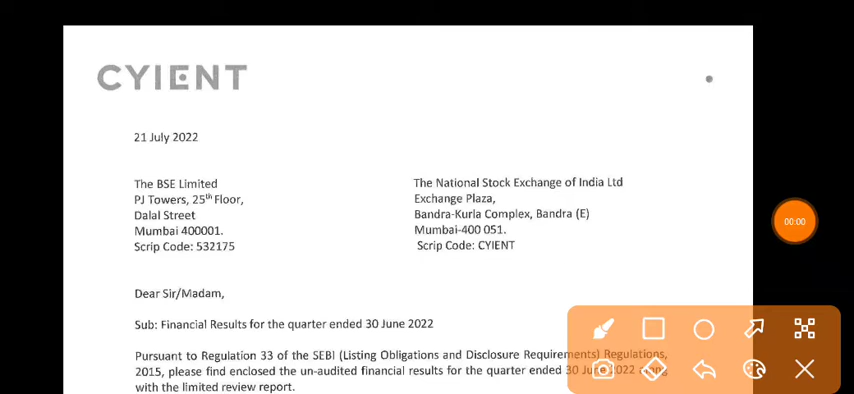 CYIENT
21 July 2022
The BSE Limited
PJ Towers, 25th Floor,
Dalal Street
Mumbai 400001.
Scrip Code: 532175
The National Stock Exchange of India Ltd
Exchange Plaza,
Bandra-Kurla Complex, Bandra (E)
Mumbai-400 051.
Scrip Code: CYIENT
00:00
Dear Sir/Madam,
Sub: Financial Results for the quarter ended 30 June 2022
Pursuant to Regulation 33 of the SEBI (Listing Obligations and Disclosure Requirements) Regulations,
2015, please find enclosed the un-audited financial results for the quarter ended 30 June 2022 along
with the limited review report.